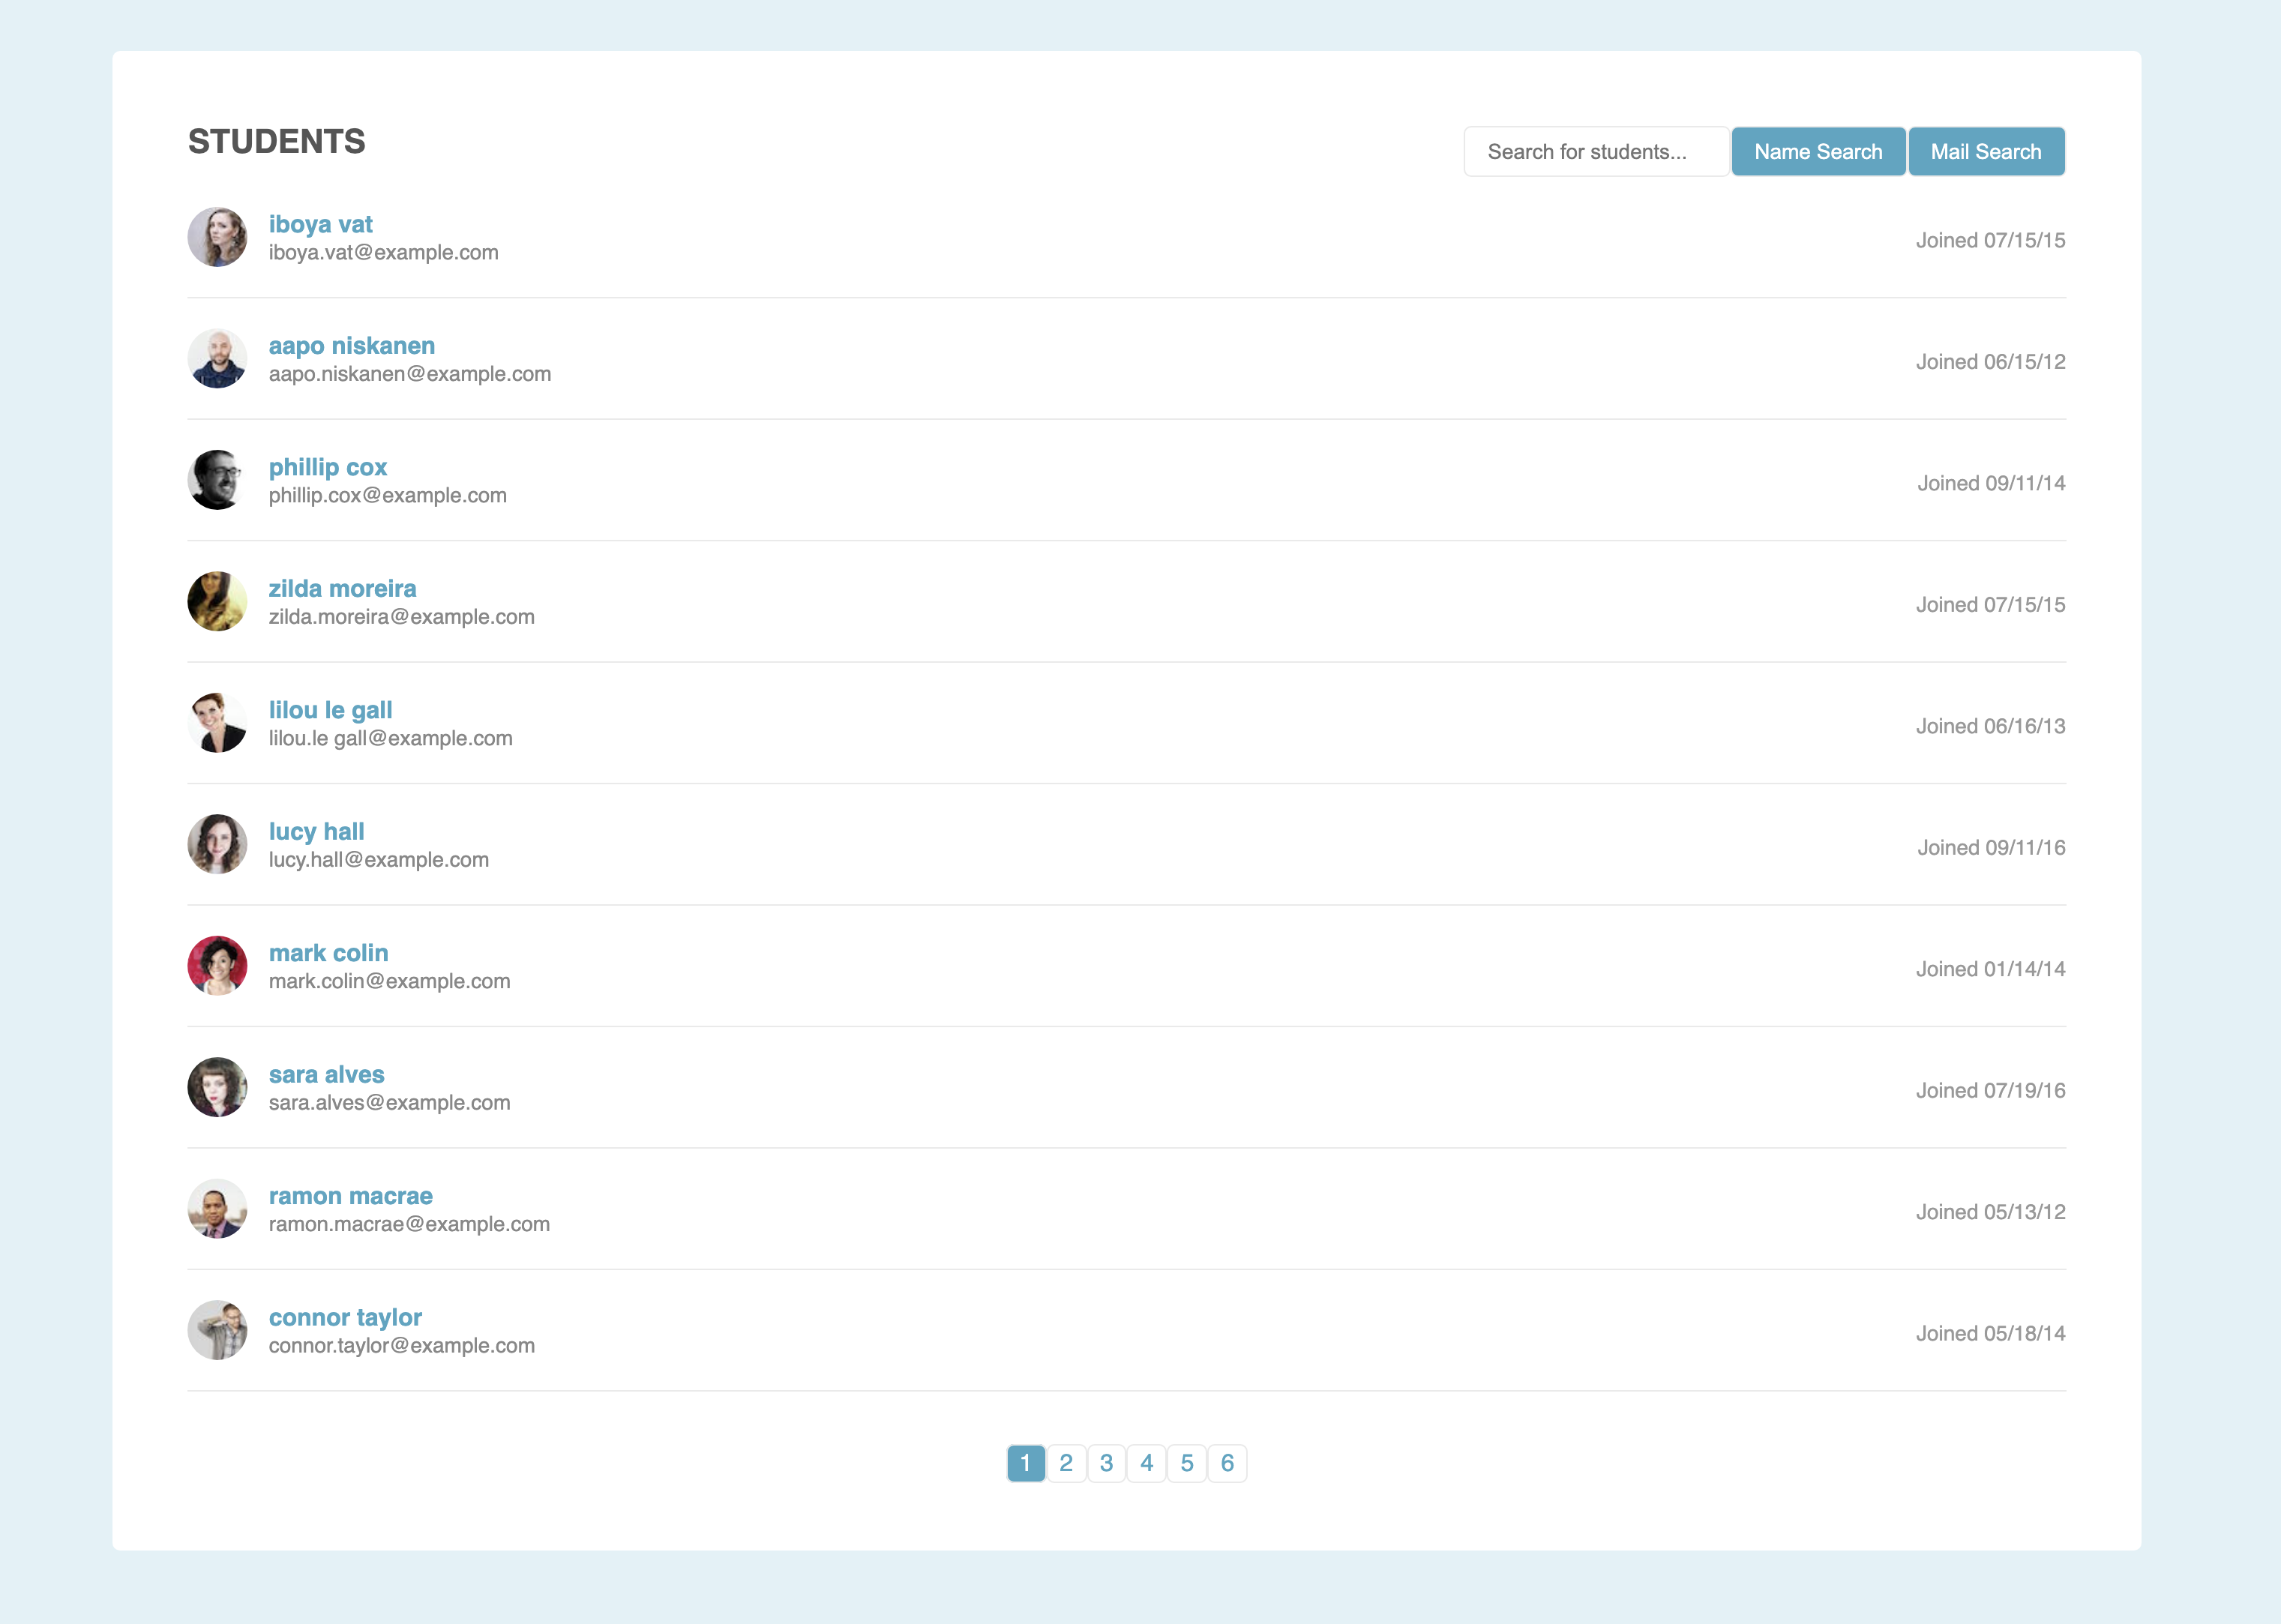 STUDENTS
Search for students... Name Search Mail Search
iboya vat
iboya.vat@example.com
Joined 07/15/15
aapo niskanen
aapo.niskanen@example.com
Joined 06/15/12
phillip cox
phillip.cox@example.com
Joined 09/11/14
zilda moreira
zilda.moreira@example.com
Joined 07/15/15
lilou le gall
lilou.le gall@example.com
Joined 06/16/13
lucy hall
lucy.hall@example.com
Joined 09/11/16
mark colin
mark.colin@example.com
Joined 01/14/14
sara alves
sara.alves@example.com
Joined 07/19/16
ramon macrae
ramon.macrae@example.com
Joined 05/13/12
connor taylor
connor.taylor@example.com
Joined 05/18/14
1 2 3 4 5 6